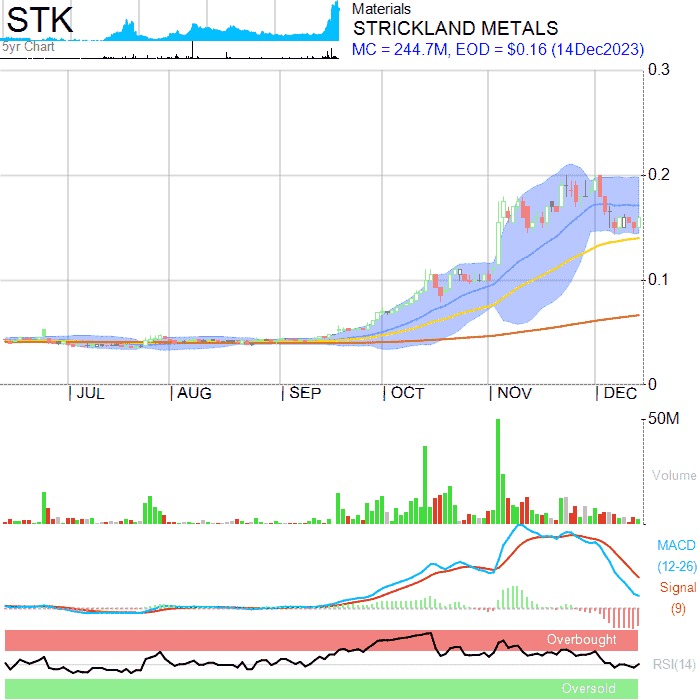 STK
5yr Chart
Materials
STRICKLAND METALS
MC = 244.7M, EOD = $0.16 (14Dec2023)
0.3
0.2
0.1
0
JUL AUG SEP OCT NOV DEC
50M
Volume
MACD
(12-26)
Signal
(9)
Overbought
RSI(14)
Oversold